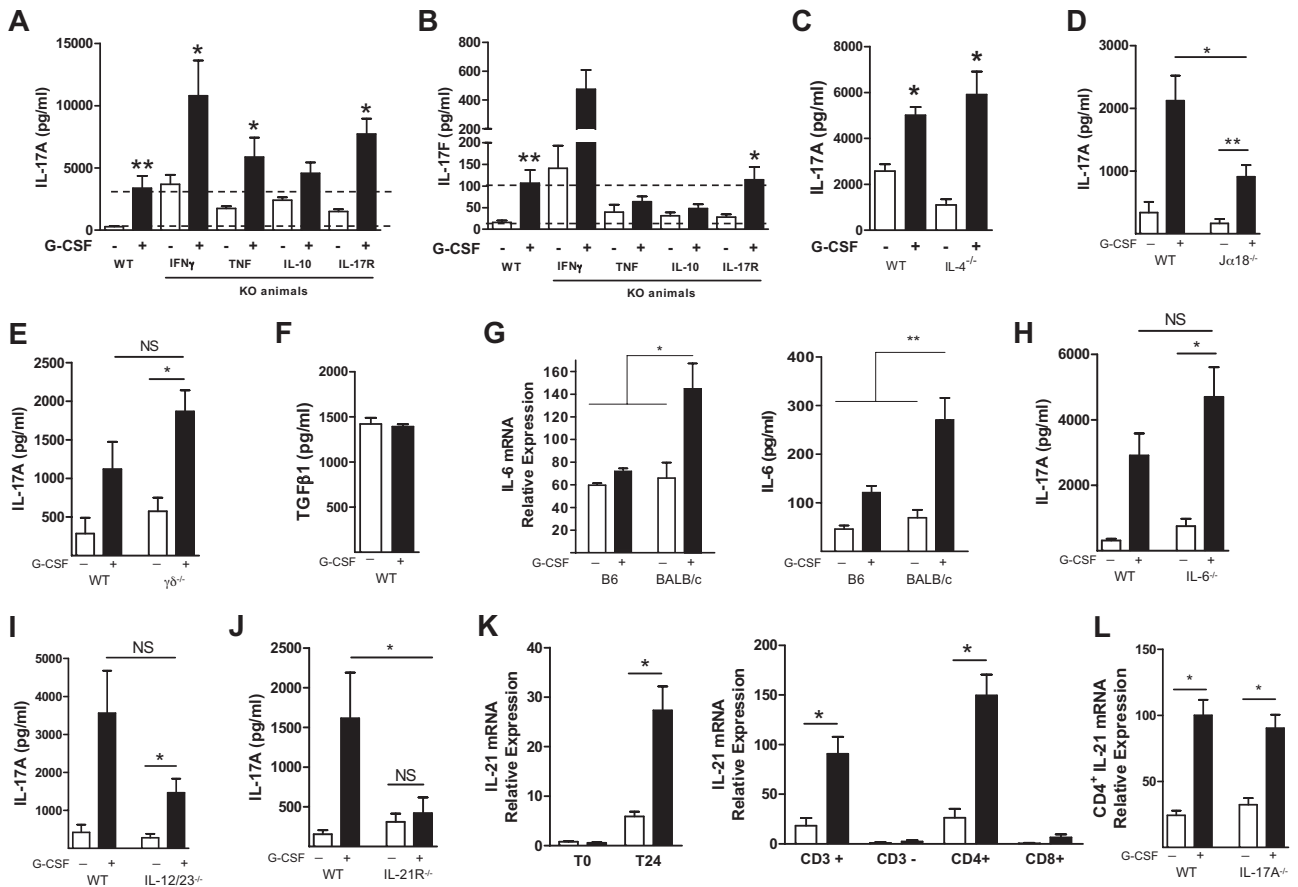 A
IL-17A (pg/ml)
15000
10000
5000
0
* * * ** 
G-CSF - + - + - + - + - +
WT IFNγ TNF IL-10 IL-17R
KO animals
B
IL-17F (pg/ml)
800
600
400
200
200
150
100
50
0
** *
G-CSF - + - + - + - + - +
WT IFNγ TNF IL-10 IL-17R
KO animals
C
IL-17A (pg/ml)
8000
6000
4000
2000
0
* *
G-CSF - + - +
WT IL-4-/-
D
IL-17A (pg/ml)
3000
2000
1000
*
**
G-CSF – + – +
WT Jα18-/-
E
IL-17A (pg/ml)
2500
2000
1500
1000
500
NS
*
G-CSF – + – +
WT γδ-/-
F
TGFβ1 (pg/ml)
2000
1500
1000
500
G-CSF – +
WT
G
IL-6 mRNA
Relative Expression
160
140
120
100
80
60
40
20
0
*
G-CSF – + – +
B6 BALB/c
IL-6 (pg/ml)
400
300
200
100
**
G-CSF – + – +
B6 BALB/c
H
IL-17A (pg/ml)
6000
4000
2000
NS
*
G-CSF – + – +
WT IL-6-/-
I
IL-17A (pg/ml)
5000
4000
3000
2000
1000
NS
*
G-CSF – + – +
WT IL-12/23-/-
J
IL-17A (pg/ml)
2500
2000
1500
1000
500
*
NS
G-CSF – + – +
WT IL-21R-/-
K
IL-21 mRNA
Relative Expression
40
30
20
10
0
*
T0 T24
IL-21 mRNA
Relative Expression
200
150
100
50
0
* *
CD3 + CD3 - CD4+ CD8+
L
CD4+ IL-21 mRNA
Relative Expression
150
100
50
0
* *
G-CSF – + – +
WT IL-17A-/-